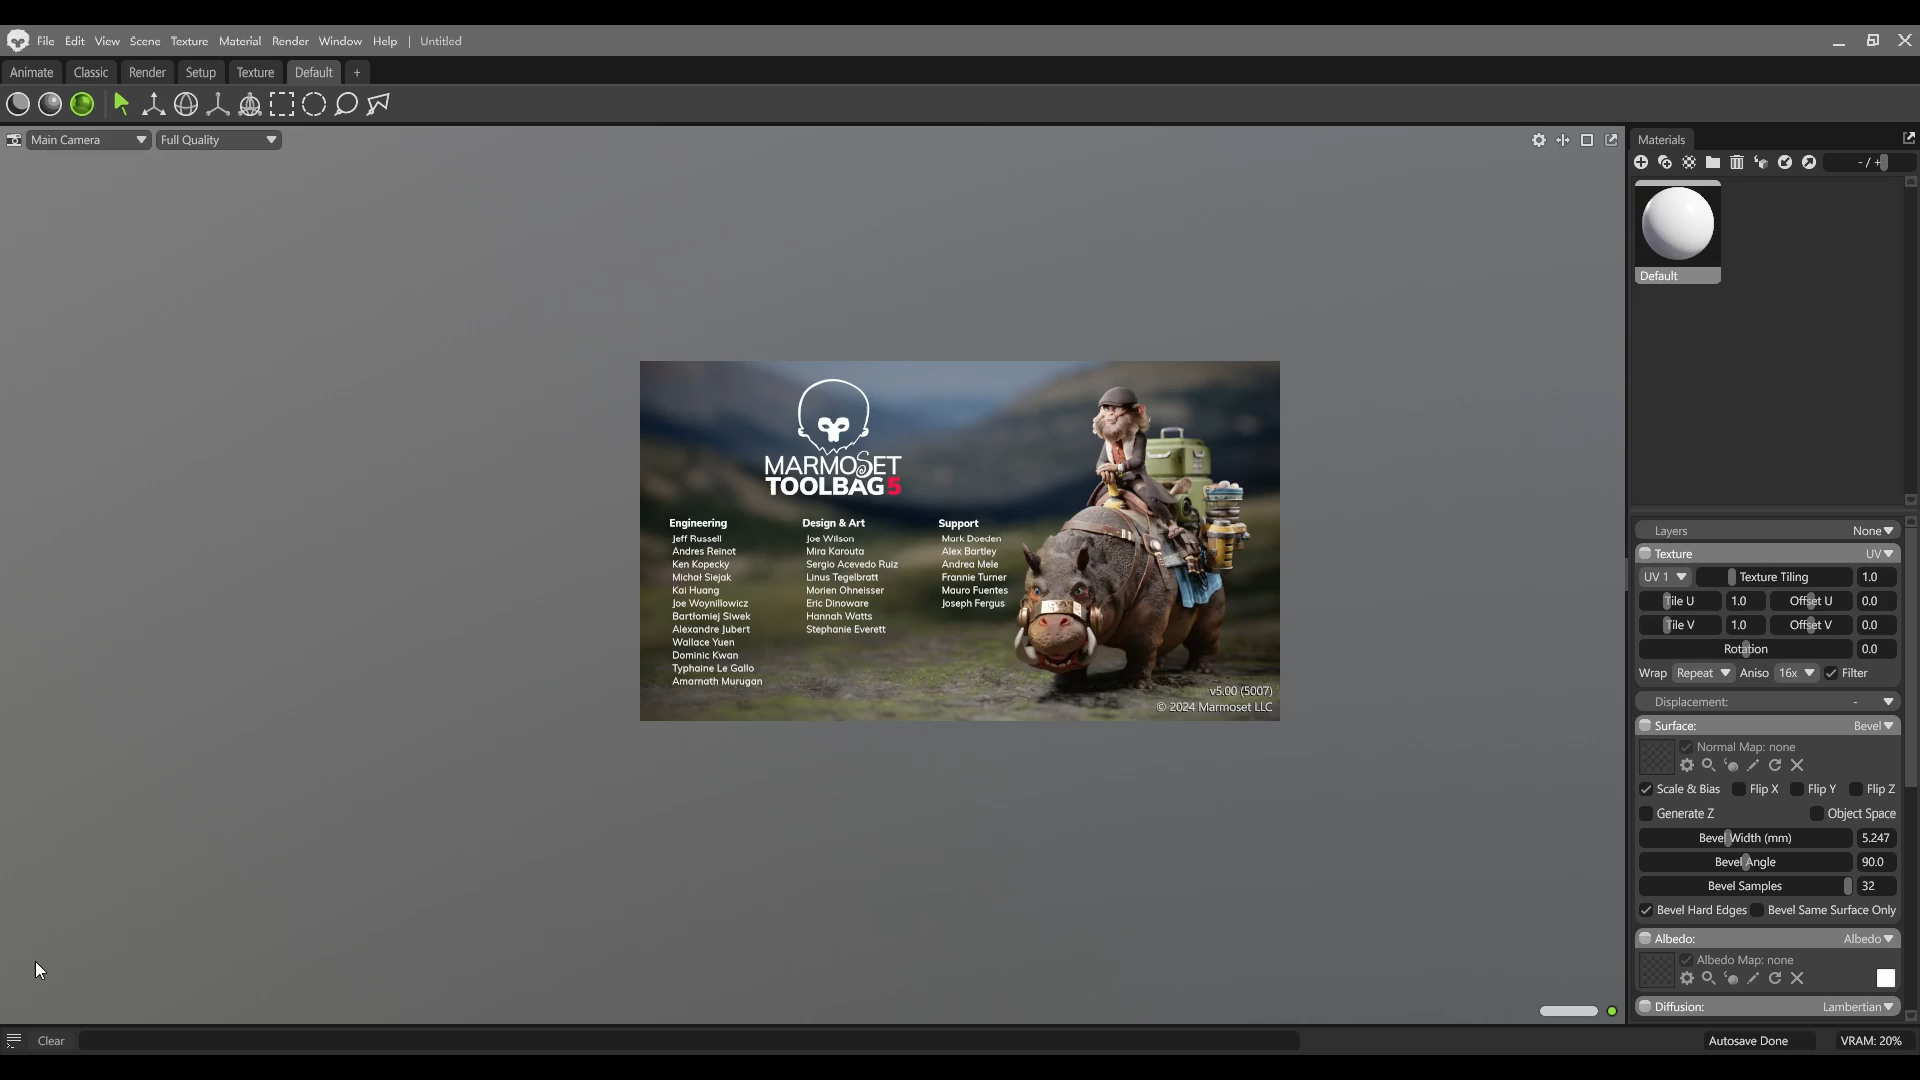 File Edit View Scene Texture Material Render Window Help | Untitled
Animate Classic Render Setup Texture Default +
Main Camera Full Quality
Materials
- / +
Default
MARMOSET
TOOLBAG 5
Engineering
Jeff Russell
Andres Reinot
Ken Kopecky
Michał Siejak
Kai Huang
Joe Woynillowicz
Bartłomiej Siwek
Alexandre Jubert
Wallace Yuen
Dominic Kwan
Typhaine Le Gallo
Amarnath Murugan
Design & Art
Joe Wilson
Mira Karouta
Sergio Acevedo Ruiz
Linus Tegelbratt
Morien Ohneisser
Eric Dinoware
Hannah Watts
Stephanie Everett
Support
Mark Doeden
Alex Bartley
Andrea Mele
Frannie Turner
Mauro Fuentes
Joseph Fergus
v5.00 (5007)
© 2024 Marmoset LLC
Layers None
Texture UV
UV 1 Texture Tiling 1.0
Tile U 1.0 Offset U 0.0
Tile V 1.0 Offset V 0.0
Rotation 0.0
Wrap Repeat Aniso 16x Filter
Displacement: -
Surface: Bevel
Normal Map: none
Scale & Bias Flip X Flip Y Flip Z
Generate Z Object Space
Bevel Width (mm) 5.247
Bevel Angle 90.0
Bevel Samples 32
Bevel Hard Edges Bevel Same Surface Only
Albedo: Albedo
Albedo Map: none
Diffusion: Lambertian
Clear Autosave Done VRAM: 20%